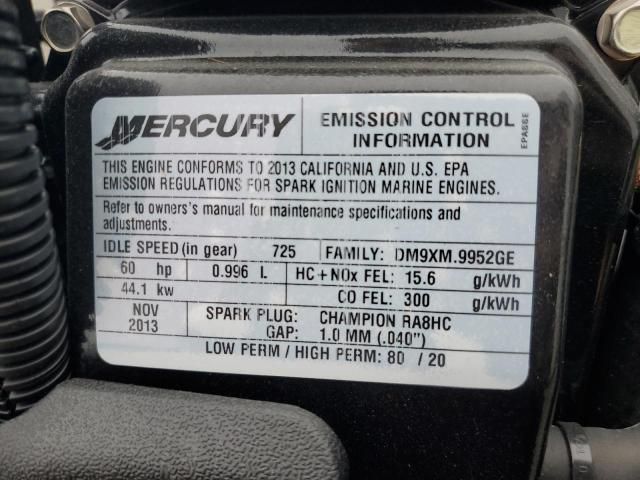 MERCURY
EMISSION CONTROL
INFORMATION
EPA88E
THIS ENGINE CONFORMS TO 2013 CALIFORNIA AND U.S. EPA
EMISSION REGULATIONS FOR SPARK IGNITION MARINE ENGINES.
Refer to owner's manual for maintenance specifications and
adjustments.
IDLE SPEED (in gear) 725 FAMILY: DM9XM.9952GE
60 hp 0.996 L HC+NOx FEL: 15.6 g/kWh
44.1 kw CO FEL: 300 g/kWh
NOV
2013
SPARK PLUG: CHAMPION RA8HC
GAP: 1.0 MM (.040")
LOW PERM / HIGH PERM: 80 / 20